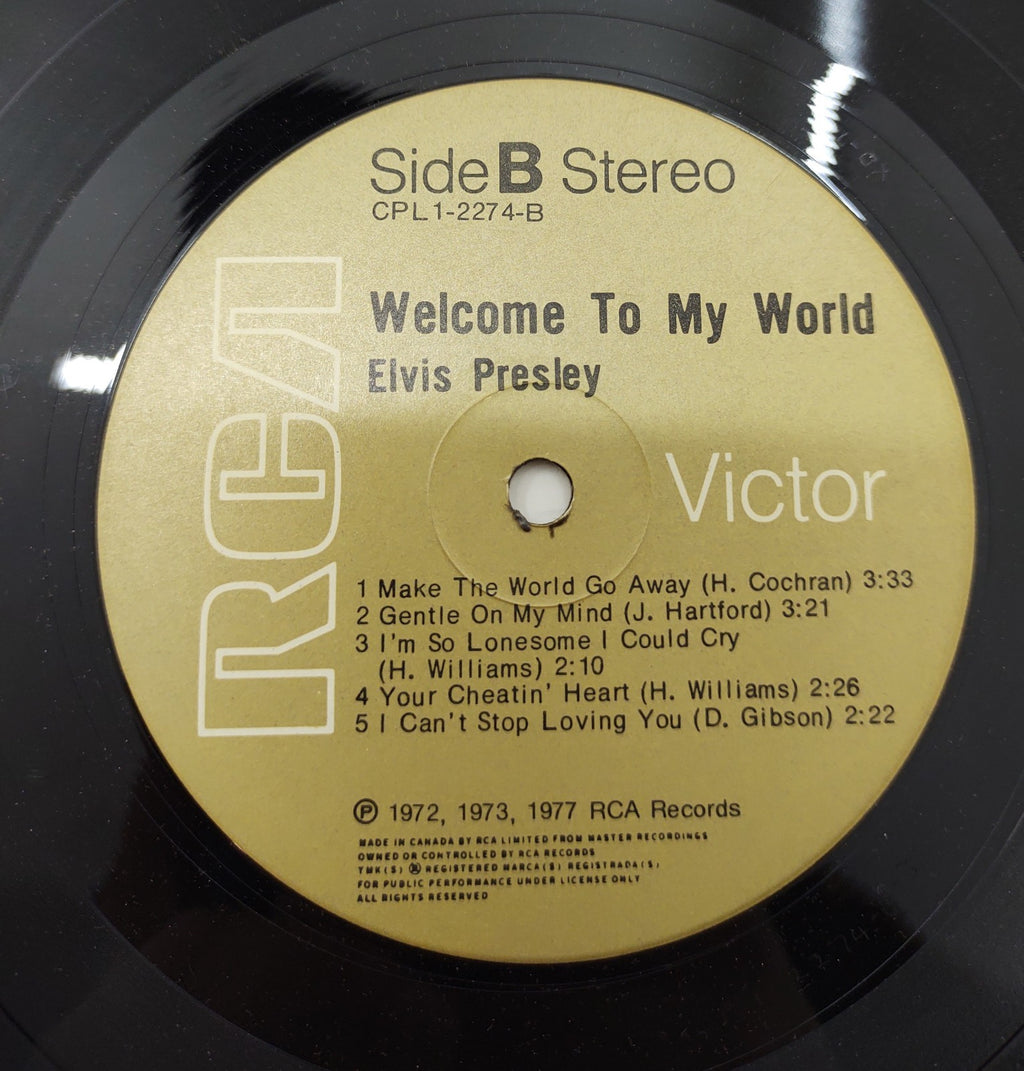 Side B Stereo
CPL1-2274-B
Welcome To My World
Elvis Presley
RCA
Victor
1 Make The World Go Away (H. Cochran) 3:33
2 Gentle On My Mind (J. Hartford) 3:21
3 I'm So Lonesome I Could Cry
(H. Williams) 2:10
4 Your Cheatin' Heart (H. Williams) 2:26
5 I Can't Stop Loving You (D. Gibson) 2:22
Ⓟ 1972, 1973, 1977 RCA Records
MADE IN CANADA BY RCA LIMITED FROM MASTER RECORDINGS
OWNED OR CONTROLLED BY RCA RECORDS
TMK(S) ® REGISTERED MARCA(S) REGISTRADA(S)
FOR PUBLIC PERFORMANCE UNDER LICENSE ONLY
ALL RIGHTS RESERVED